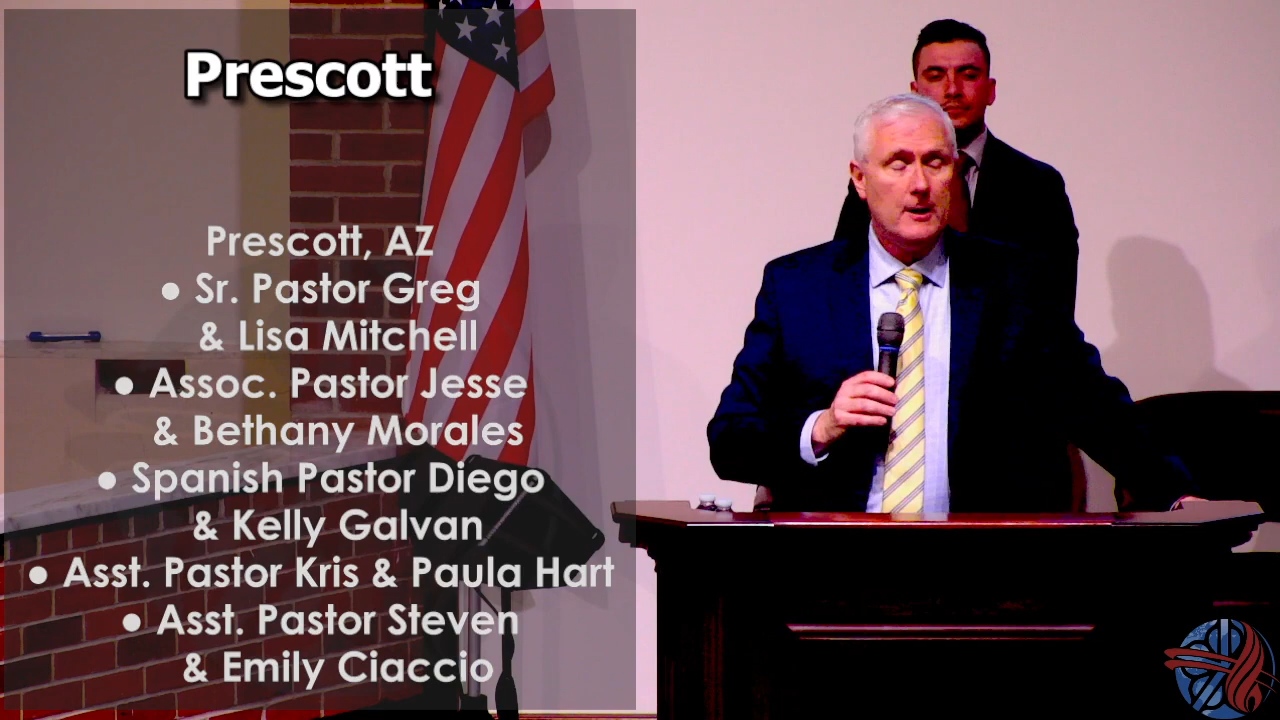 Prescott
Prescott, AZ
● Sr. Pastor Greg
& Lisa Mitchell
● Assoc. Pastor Jesse
& Bethany Morales
● Spanish Pastor Diego
& Kelly Galvan
● Asst. Pastor Kris & Paula Hart
● Asst. Pastor Steven
& Emily Ciaccio